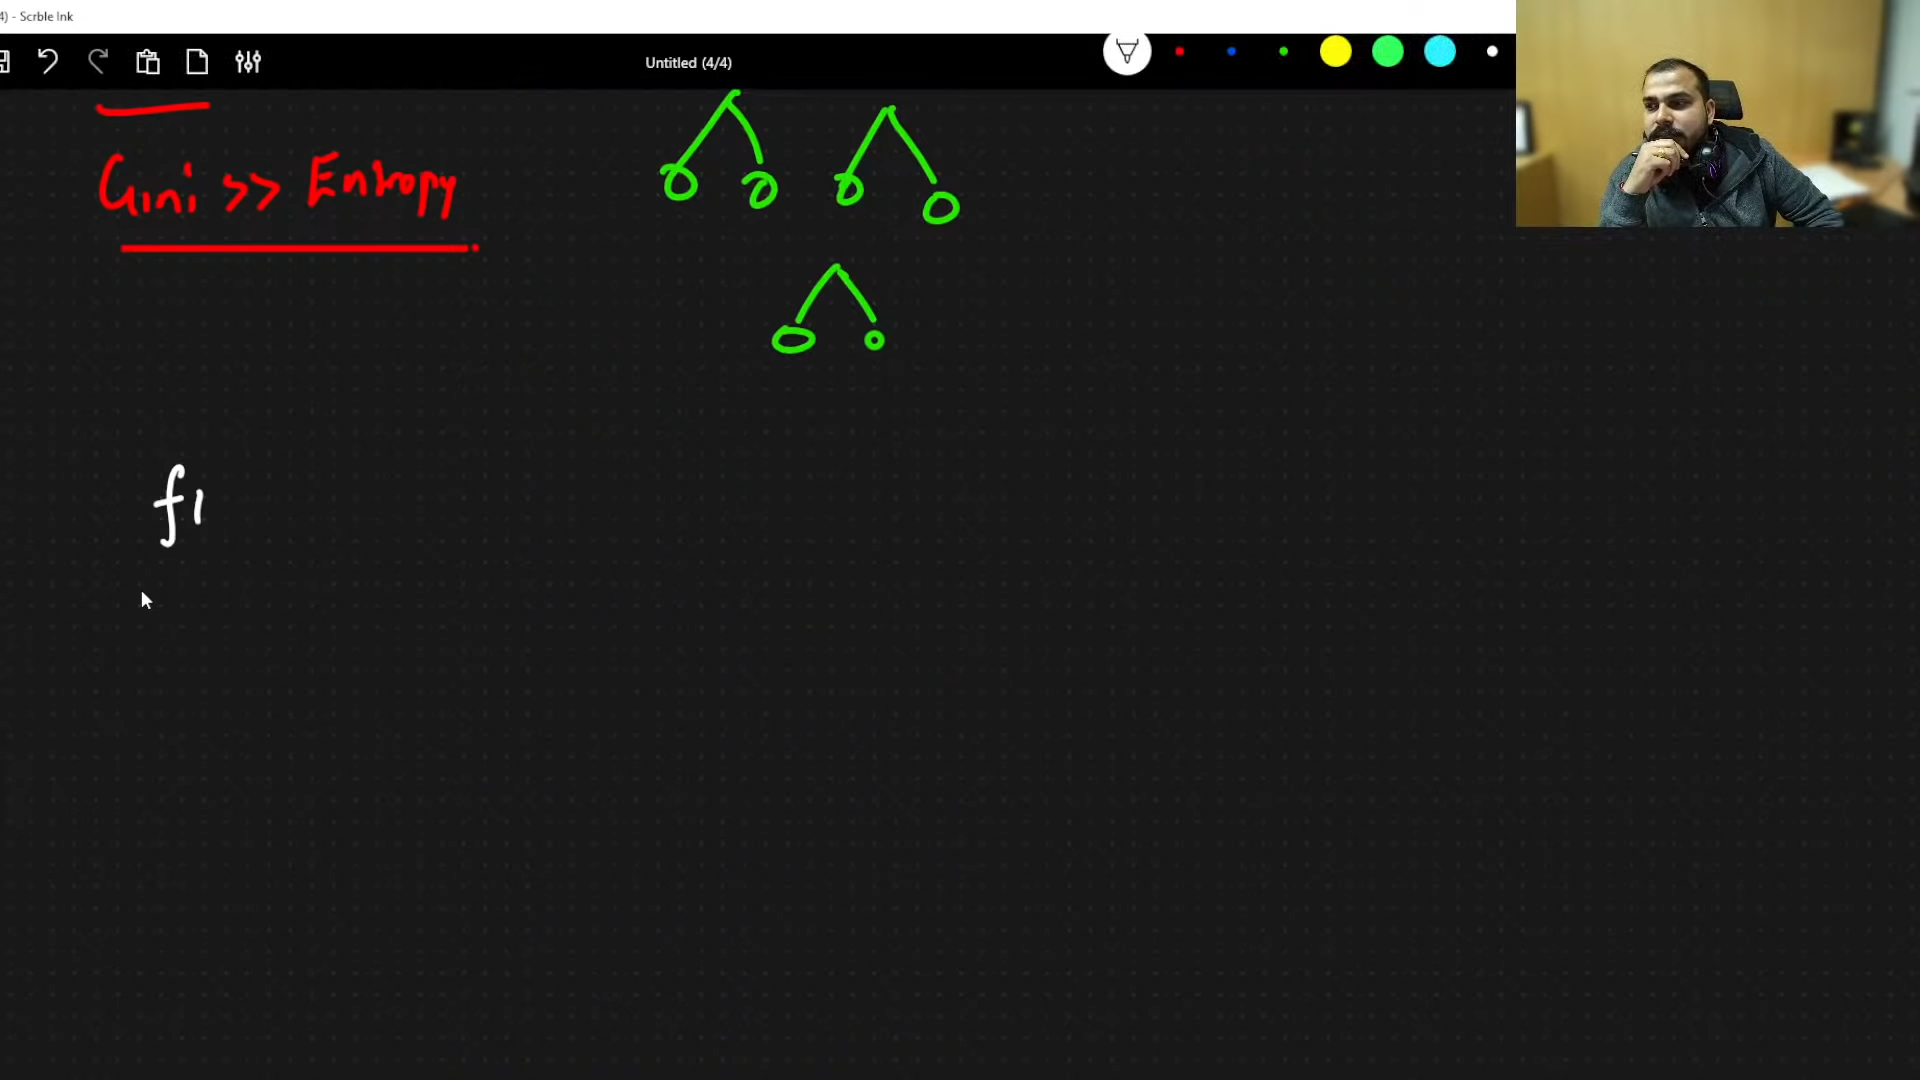 4) - Scrble Ink
Untitled (4/4)
Gini >> Entropy
f1